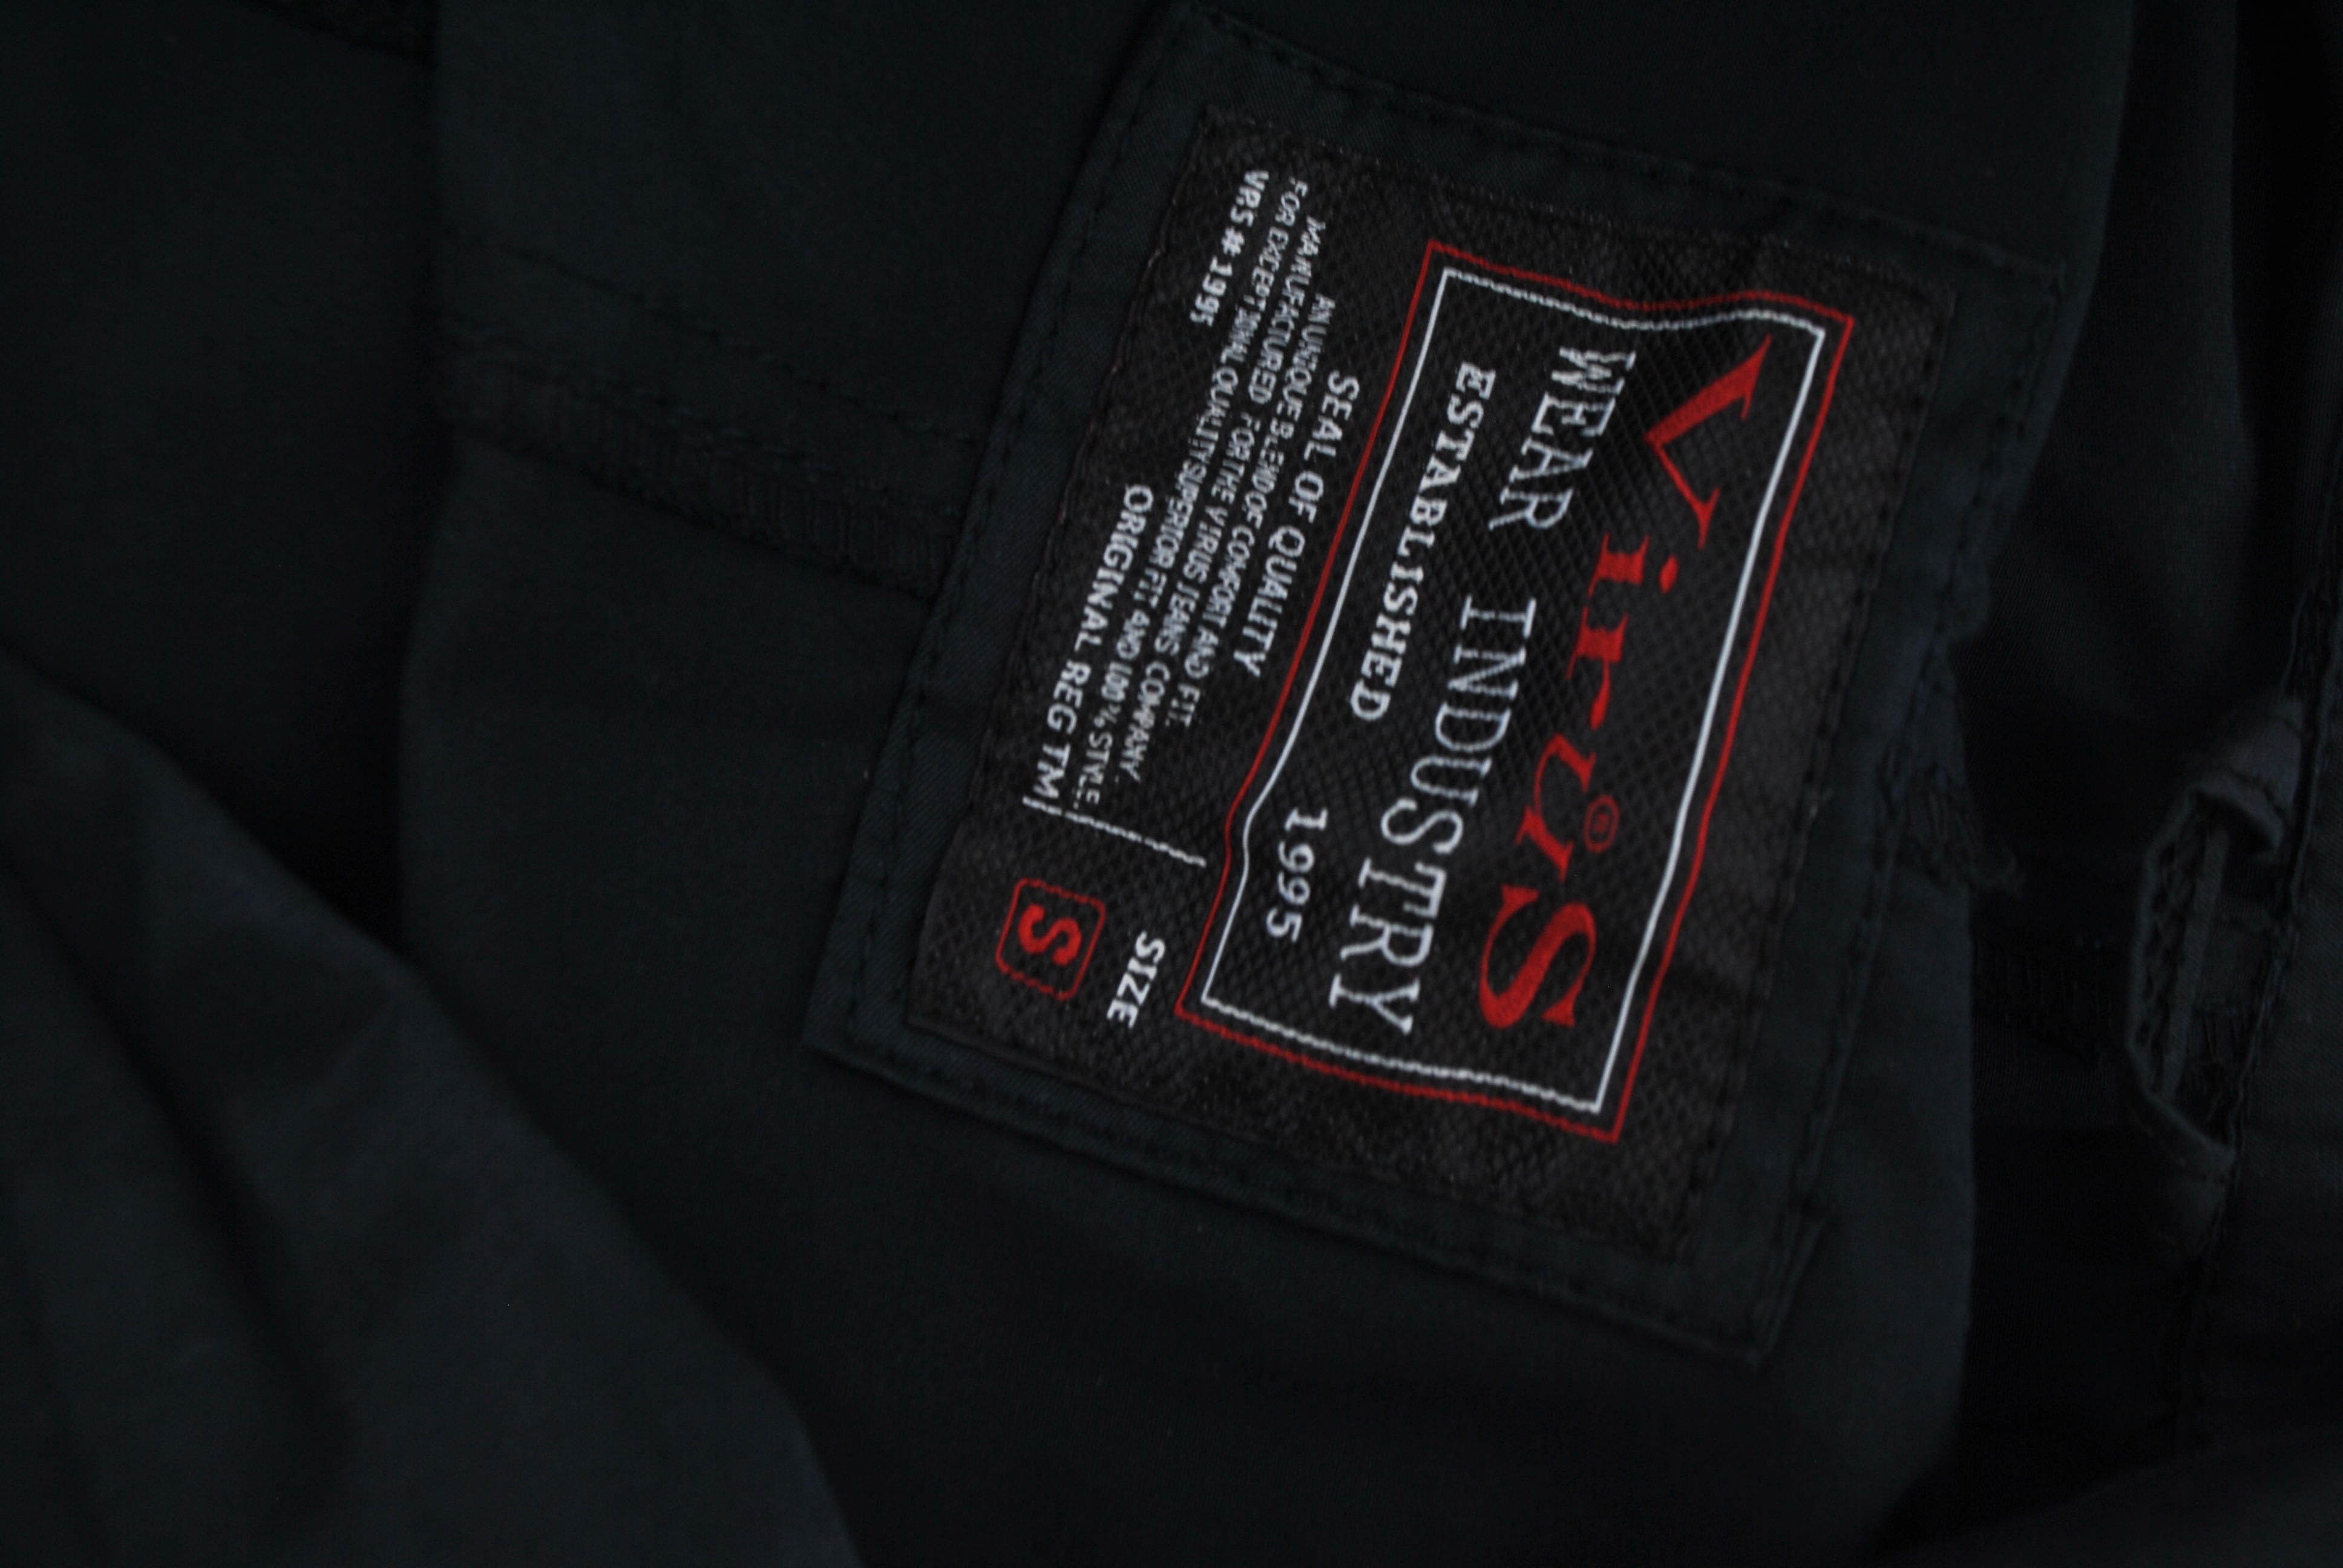 Virus®
WEAR INDUSTRY
ESTABLISHED 1995
SEAL OF QUALITY
AN UNIQUE BLEND OF COMFORT AND FIT.
MANUFACTURED FOR THE VIRUS JEANS COMPANY.
FOR EXCEPTIONAL QUALITY SUPERIOR FIT AND 100% STYLE..
VRS # 1995 ORIGINAL REG TM
SIZE
S